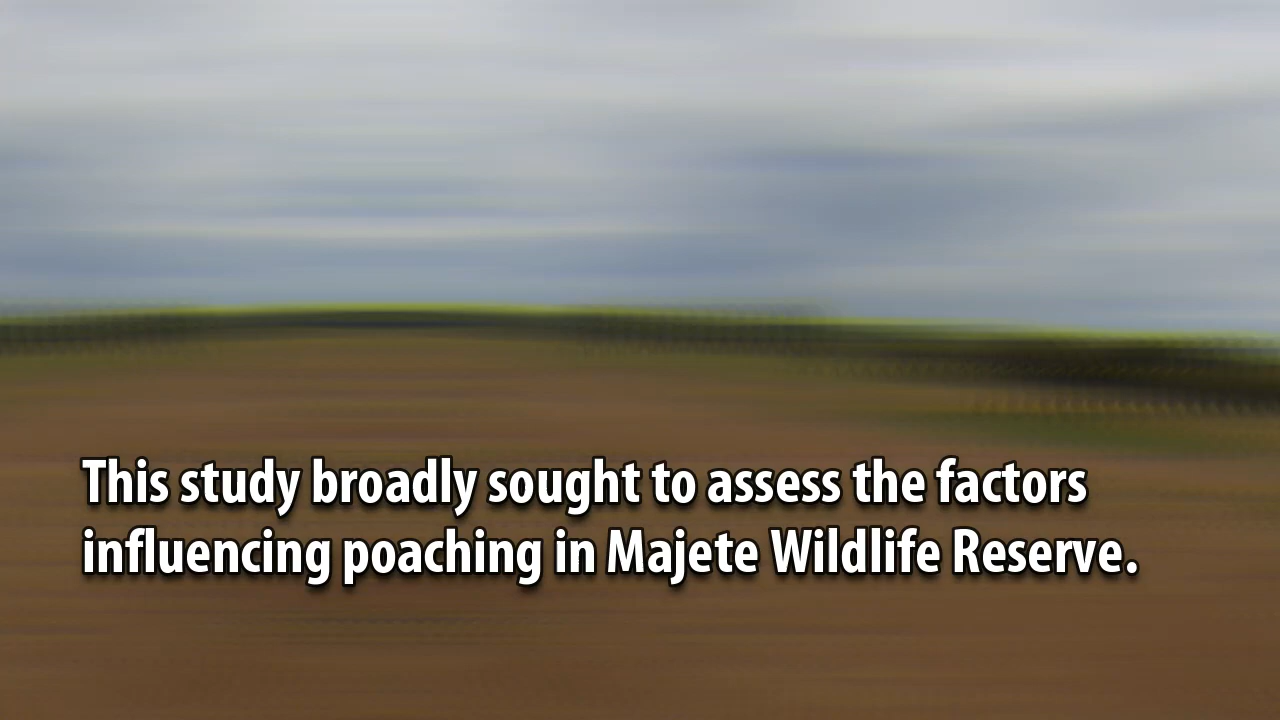 This study broadly sought to assess the factors
influencing poaching in Majete Wildlife Reserve.